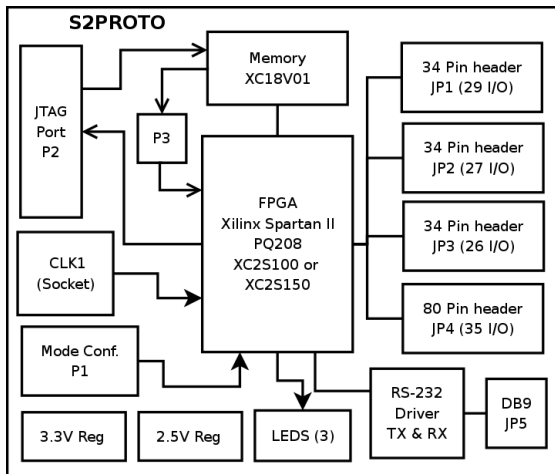 S2PROTO
JTAG
Port
P2
Memory
XC18V01
P3
34 Pin header
JP1 (29 I/O)
34 Pin header
JP2 (27 I/O)
34 Pin header
JP3 (26 I/O)
80 Pin header
JP4 (35 I/O)
FPGA
Xilinx Spartan II
PQ208
XC2S100 or
XC2S150
CLK1
(Socket)
Mode Conf.
P1
3.3V Reg
2.5V Reg
LEDS (3)
RS-232
Driver
TX & RX
DB9
JP5